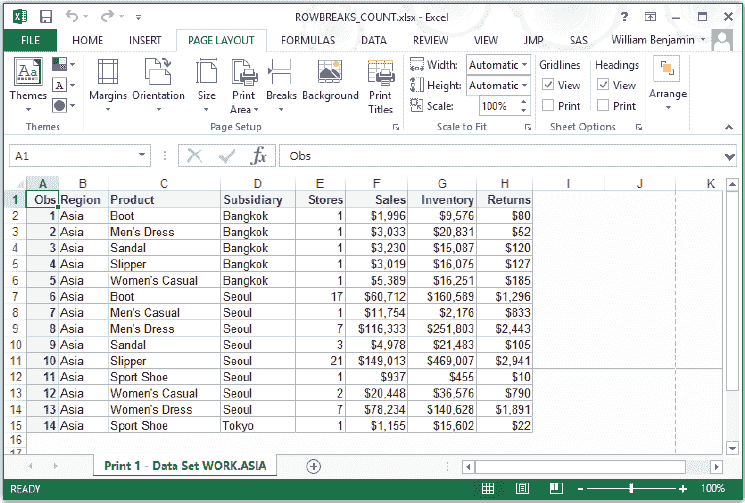 ROWBREAKS_COUNT.xlsx - Excel
FILE HOME INSERT PAGE LAYOUT FORMULAS DATA REVIEW VIEW JMP SAS William Benjamin
Themes Margins Orientation Size Print Area Breaks Background Print Titles Width: Automatic Gridlines Headings Arrange
Height: Automatic View View
Scale: 100% Print Print
Themes Page Setup Scale to Fit Sheet Options
A1 fx Obs
A B C D E F G H I J K
1 Obs Region Product Subsidiary Stores Sales Inventory Returns
2 1 Asia Boot Bangkok 1 $1,996 $9,576 $80
3 2 Asia Men's Dress Bangkok 1 $3,033 $20,831 $52
4 3 Asia Sandal Bangkok 1 $3,230 $15,087 $120
5 4 Asia Slipper Bangkok 1 $3,019 $16,075 $127
6 5 Asia Women's Casual Bangkok 1 $5,389 $16,251 $185
7 6 Asia Boot Seoul 17 $60,712 $160,589 $1,296
8 7 Asia Men's Casual Seoul 1 $11,754 $2,176 $833
9 8 Asia Men's Dress Seoul 7 $116,333 $251,803 $2,443
10 9 Asia Sandal Seoul 3 $4,978 $21,483 $105
11 10 Asia Slipper Seoul 21 $149,013 $469,007 $2,941
12 11 Asia Sport Shoe Seoul 1 $937 $455 $10
13 12 Asia Women's Casual Seoul 2 $20,448 $36,576 $790
14 13 Asia Women's Dress Seoul 7 $78,234 $140,628 $1,891
15 14 Asia Sport Shoe Tokyo 1 $1,155 $15,602 $22
16
17
Print 1 - Data Set WORK.ASIA
READY 100%